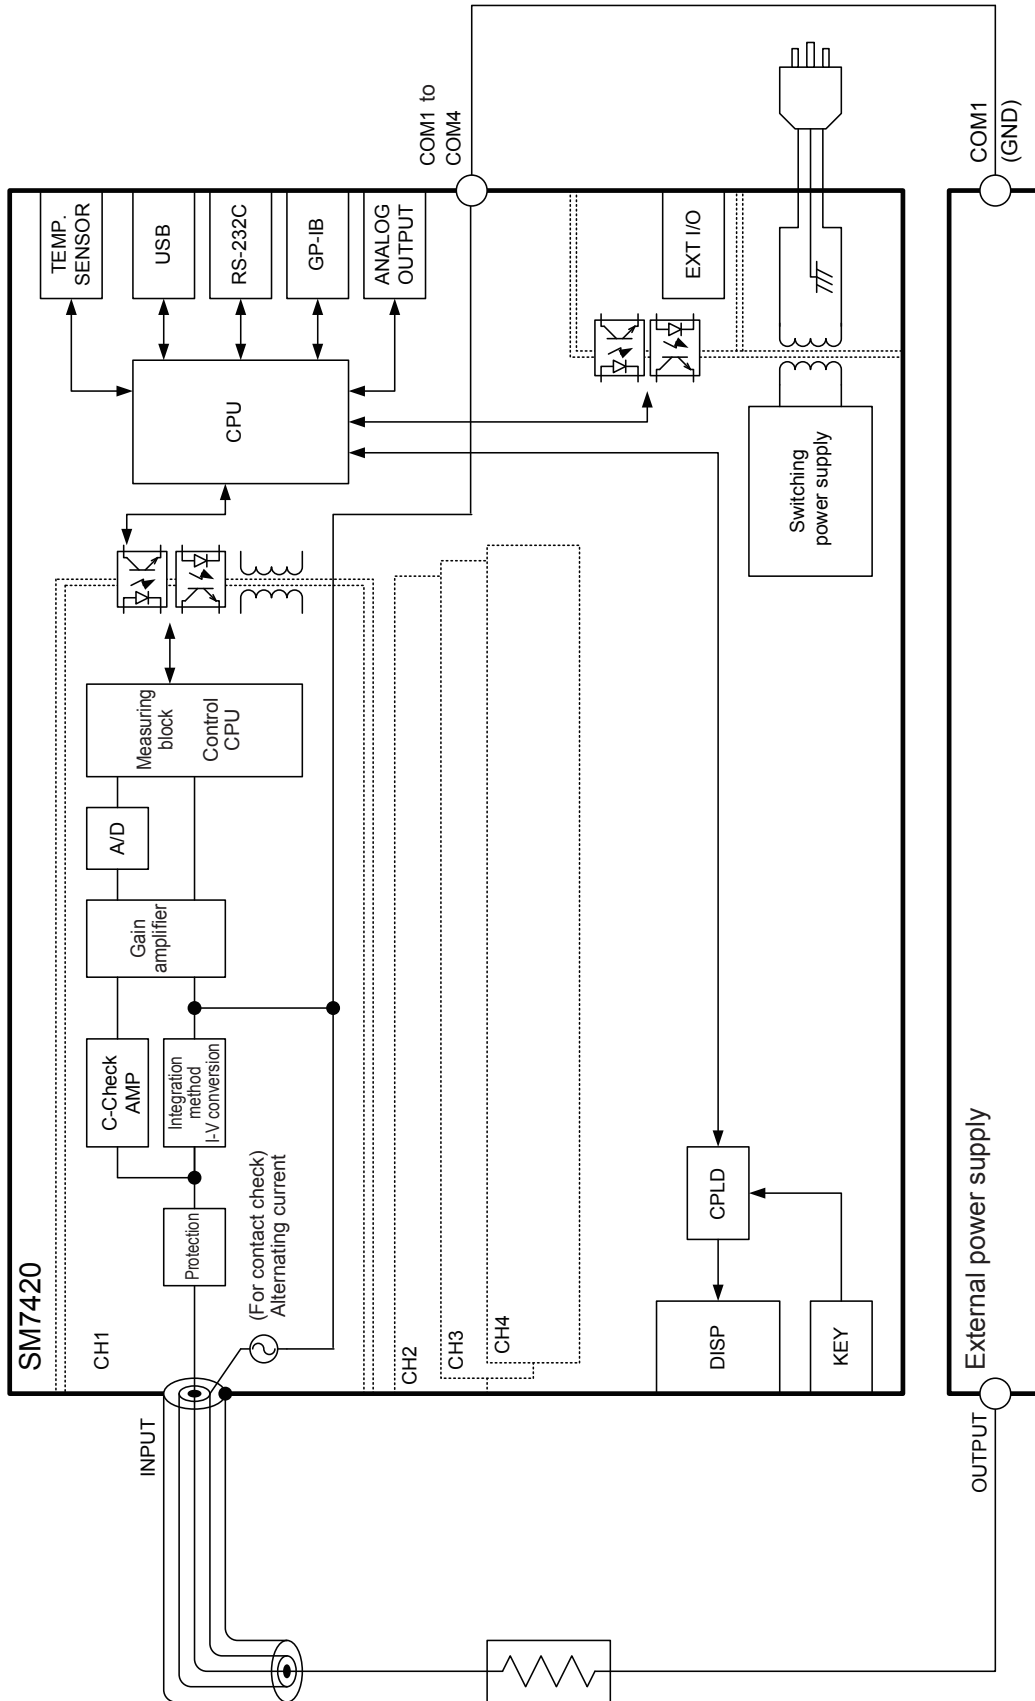 SM7420
CH1
INPUT
Protection
C-Check
AMP
Integration
method
I-V conversion
(For contact check)
Alternating current
Gain
amplifier
A/D
Measuring
block
Control
CPU
CPU
TEMP.
SENSOR
USB
RS-232C
GP-IB
ANALOG
OUTPUT
COM1 to
COM4
CH2
CH3
CH4
EXT I/O
DISP
KEY
CPLD
Switching
power supply
External power supply
OUTPUT
COM1
(GND)